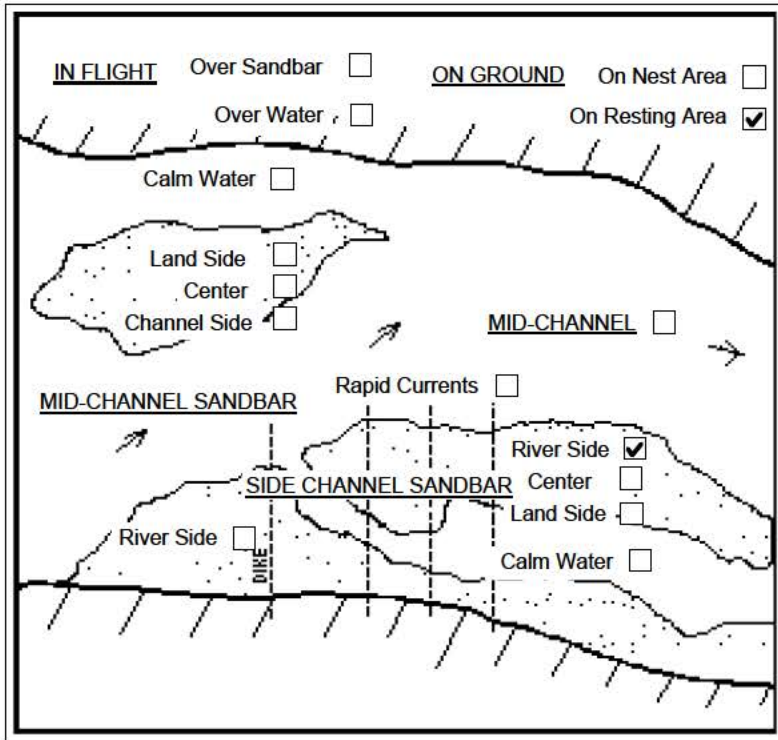 IN FLIGHT Over Sandbar ☐ ON GROUND On Nest Area ☐
Over Water ☐ On Resting Area ☑
Calm Water ☐
Land Side ☐
Center ☐
Channel Side ☐
MID-CHANNEL ☐
Rapid Currents ☐
MID-CHANNEL SANDBAR
River Side ☑
SIDE CHANNEL SANDBAR Center ☐
Land Side ☐
River Side ☐
DIKE
Calm Water ☐